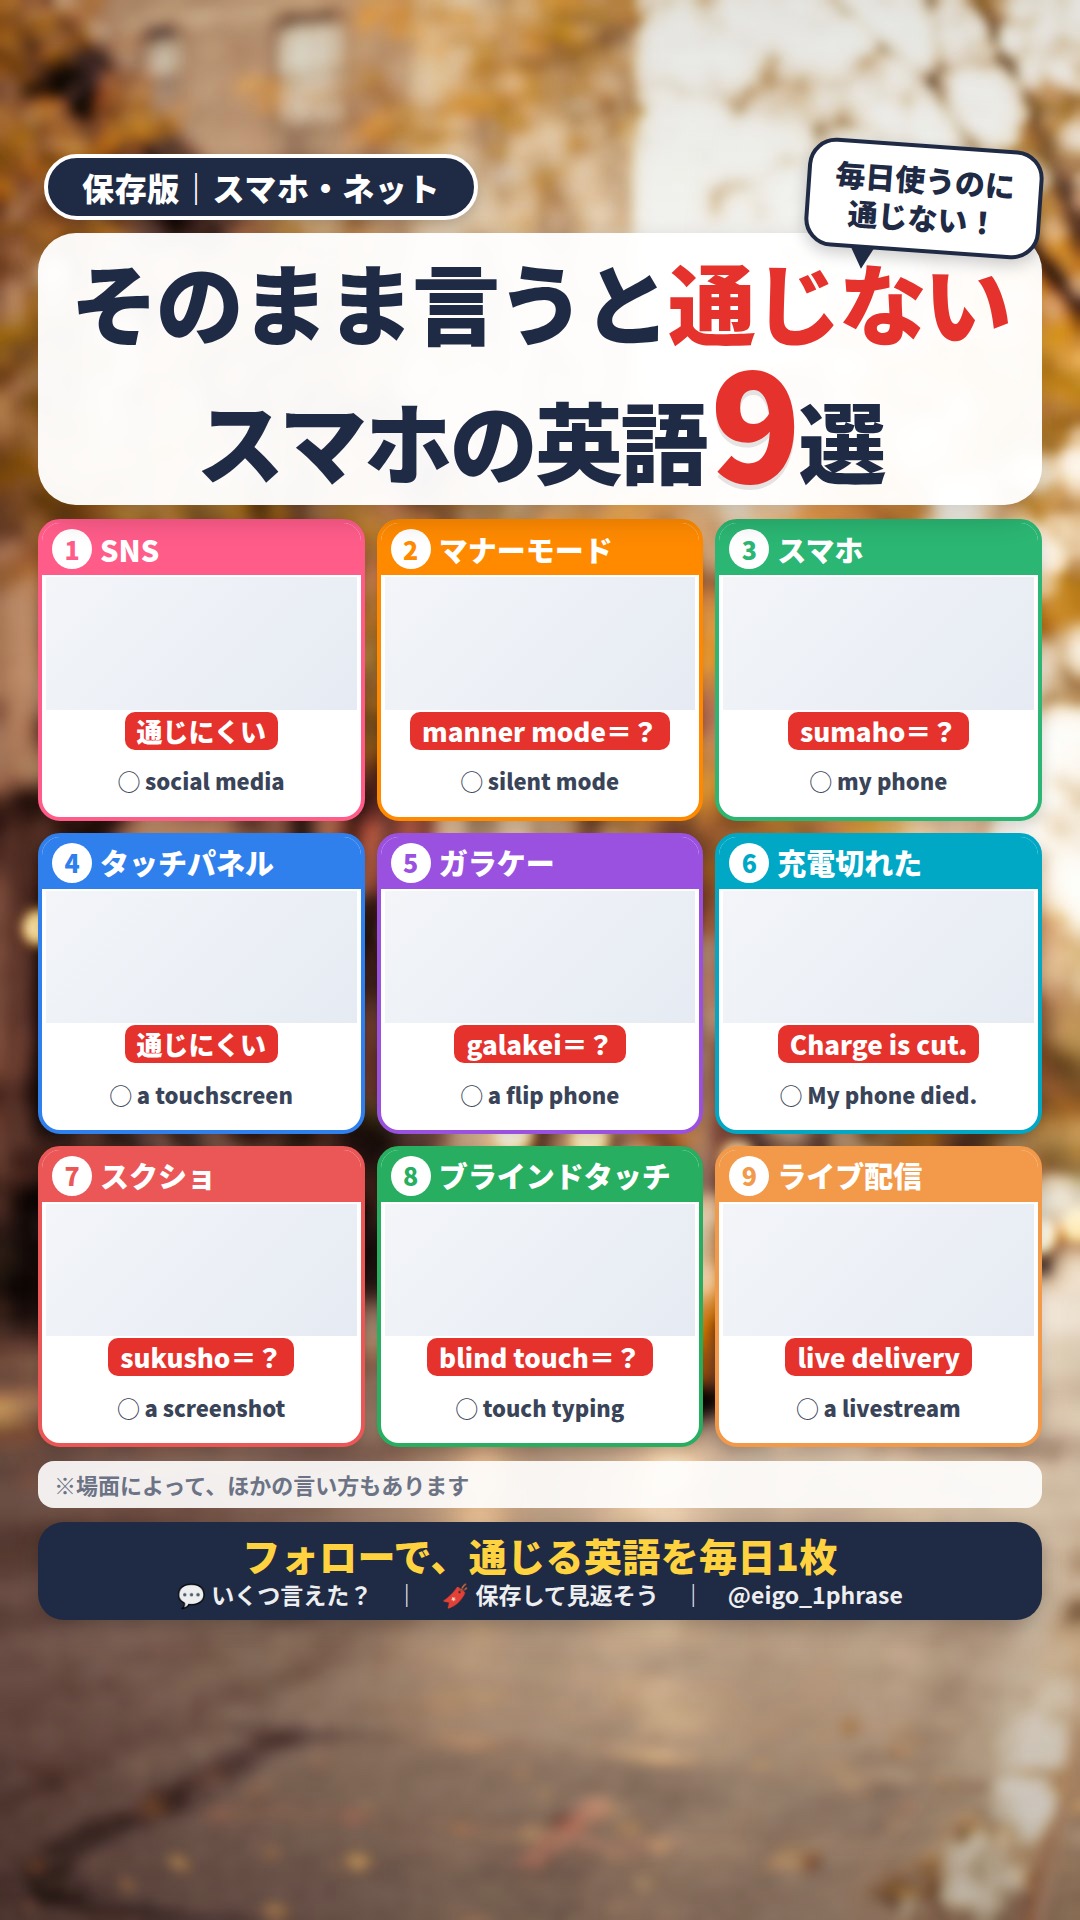 保存版｜スマホ・ネット
毎日使うのに
通じない！
そのまま言うと通じない
スマホの英語9選
1 SNS
通じにくい
○ social media
2 マナーモード
manner mode＝？
○ silent mode
3 スマホ
sumaho＝？
○ my phone
4 タッチパネル
通じにくい
○ a touchscreen
5 ガラケー
galakei＝？
○ a flip phone
6 充電切れた
Charge is cut.
○ My phone died.
7 スクショ
sukusho＝？
○ a screenshot
8 ブラインドタッチ
blind touch＝？
○ touch typing
9 ライブ配信
live delivery
○ a livestream
※場面によって、ほかの言い方もあります
フォローで、通じる英語を毎日1枚
💬 いくつ言えた？ ｜ 🔖 保存して見返そう ｜ @eigo_1phrase